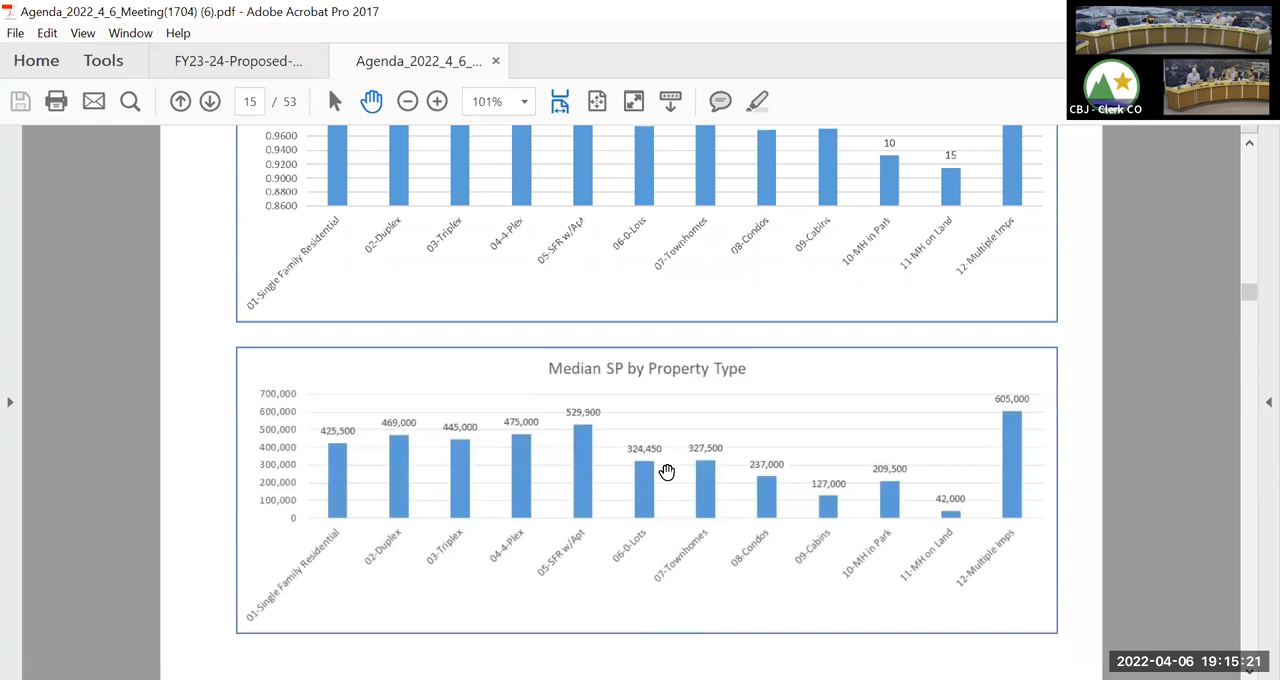 Agenda_2022_4_6_Meeting(1704) (6).pdf - Adobe Acrobat Pro 2017
File Edit View Window Help
Home Tools FY23-24-Proposed-... Agenda_2022_4_6_... ×
15 / 53 101%
CBJ - Clerk CO
0.9600
0.9400
0.9200
0.9000
0.8800
0.8600
10
15
01-Single Family Residential
02-Duplex
03-Triplex
04-4-Plex
05-SFR w/Apt
06-0-Lots
07-Townhomes
08-Condos
09-Cabins
10-MH in Park
11-MH on Land
12-Multiple Imps
Median SP by Property Type
700,000
600,000
500,000
400,000
300,000
200,000
100,000
0
425,500
469,000
445,000
475,000
529,900
324,450
327,500
237,000
127,000
209,500
42,000
605,000
01-Single Family Residential
02-Duplex
03-Triplex
04-4-Plex
05-SFR w/Apt
06-0-Lots
07-Townhomes
08-Condos
09-Cabins
10-MH in Park
11-MH on Land
12-Multiple Imps
2022-04-06 19:15:21